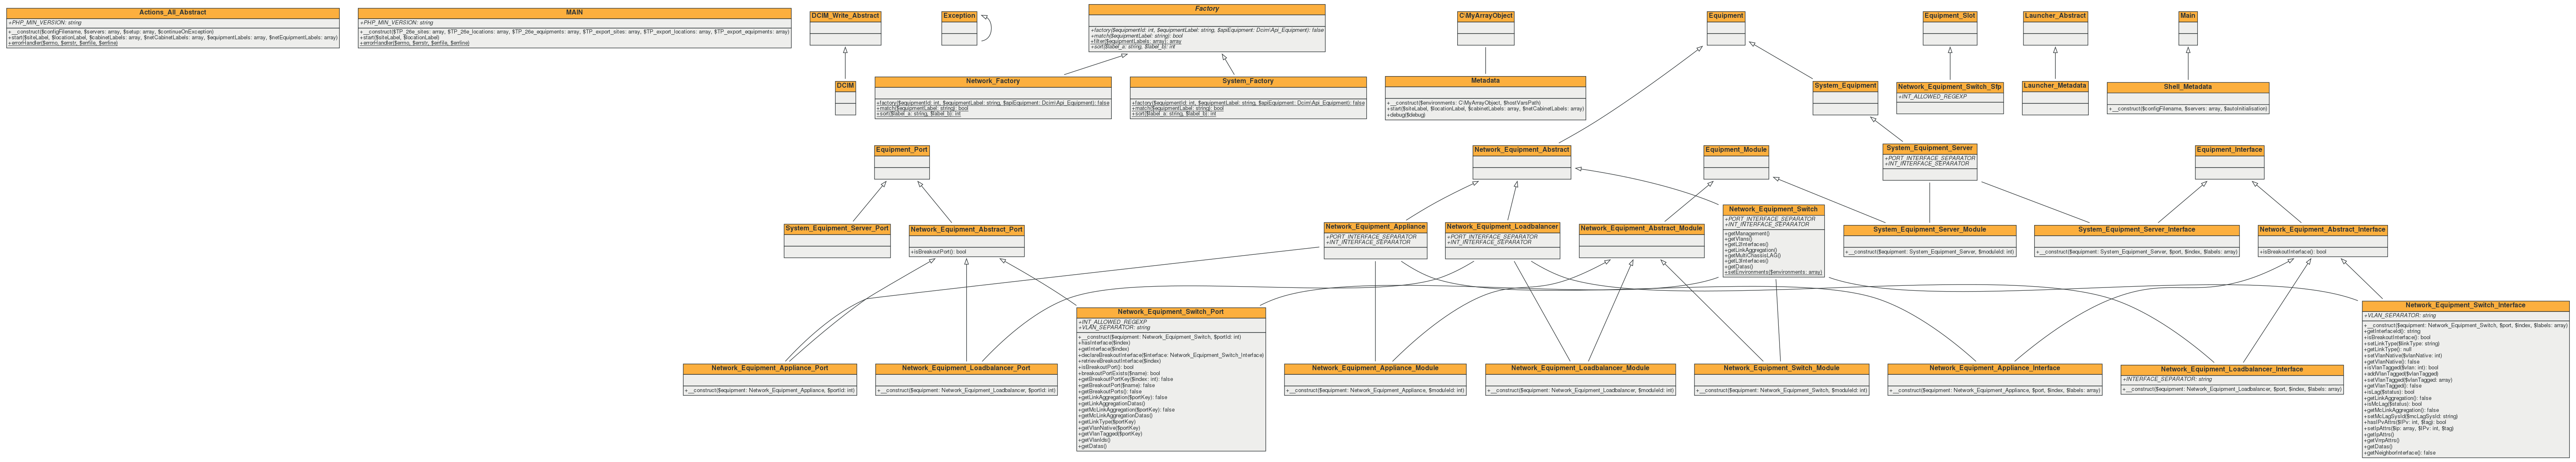 Actions_All_Abstract
+PHP_MIN_VERSION: string
+__construct($configFilename, $servers: array, $setup: array, $continueOnException)
+start($siteLabel, $locationLabel, $cabinetLabels: array, $netCabinetLabels: array, $equipmentLabels: array, $netEquipmentLabels: array)
+errorHandler($errno, $errstr, $errfile, $errline)
MAIN
+PHP_MIN_VERSION: string
+__construct($TP_26e_sites: array, $TP_26e_locations: array, $TP_26e_equipments: array, $TP_export_sites: array, $TP_export_locations: array, $TP_export_equipments: array)
+start($siteLabel, $locationLabel)
+errorHandler($errno, $errstr, $errfile, $errline)
DCIM_Write_Abstract
DCIM
Exception
Factory
+factory($equipmentId: int, $equipmentLabel: string, $apiEquipment: Dcim\Api_Equipment): false
+match($equipmentLabel: string): bool
+filter($equipmentLabels: array): array
+sort($label_a: string, $label_b): int
Network_Factory
+factory($equipmentId: int, $equipmentLabel: string, $apiEquipment: Dcim\Api_Equipment): false
+match($equipmentLabel: string): bool
+sort($label_a: string, $label_b): int
System_Factory
+factory($equipmentId: int, $equipmentLabel: string, $apiEquipment: Dcim\Api_Equipment): false
+match($equipmentLabel: string): bool
+sort($label_a: string, $label_b): int
C\MyArrayObject
Metadata
+__construct($environments: C\MyArrayObject, $hostVarsPath)
+start($siteLabel, $locationLabel, $cabinetLabels: array, $netCabinetLabels: array)
+debug($debug)
Equipment
System_Equipment
Equipment_Slot
Network_Equipment_Switch_Sfp
+INT_ALLOWED_REGEXP
Launcher_Abstract
Launcher_Metadata
Main
Shell_Metadata
+__construct($configFilename, $servers: array, $autoInitialisation)
Equipment_Port
Network_Equipment_Abstract
Equipment_Module
System_Equipment_Server
+PORT_INTERFACE_SEPARATOR
+INT_INTERFACE_SEPARATOR
Equipment_Interface
System_Equipment_Server_Port
Network_Equipment_Abstract_Port
+isBreakoutPort(): bool
Network_Equipment_Appliance
+PORT_INTERFACE_SEPARATOR
+INT_INTERFACE_SEPARATOR
Network_Equipment_Loadbalancer
+PORT_INTERFACE_SEPARATOR
+INT_INTERFACE_SEPARATOR
Network_Equipment_Abstract_Module
Network_Equipment_Switch
+PORT_INTERFACE_SEPARATOR
+INT_INTERFACE_SEPARATOR
+getManagement()
+getVlans()
+getL2Interfaces()
+getLinkAggregation()
+getMultiChassisLAG()
+getL3Interfaces()
+getDatas()
+setEnvironments($environments: array)
System_Equipment_Server_Module
+__construct($equipment: System_Equipment_Server, $moduleId: int)
System_Equipment_Server_Interface
+__construct($equipment: System_Equipment_Server, $port, $index, $labels: array)
Network_Equipment_Abstract_Interface
+isBreakoutInterface(): bool
Network_Equipment_Appliance_Port
+__construct($equipment: Network_Equipment_Appliance, $portId: int)
Network_Equipment_Loadbalancer_Port
+__construct($equipment: Network_Equipment_Loadbalancer, $portId: int)
Network_Equipment_Switch_Port
+INT_ALLOWED_REGEXP
+VLAN_SEPARATOR: string
+__construct($equipment: Network_Equipment_Switch, $portId: int)
+hasInterface($index)
+getInterface($index)
+declareBreakoutInterface($interface: Network_Equipment_Switch_Interface)
+retrieveBreakoutInterface($index)
+isBreakoutPort(): bool
+breakoutPortExists($name): bool
+getBreakoutPortKey($index: int): false
+getBreakoutPort($name): false
+getBreakoutPorts(): false
+getLinkAggregation($portKey): false
+getLinkAggregationDatas()
+getMcLinkAggregation($portKey): false
+getMcLinkAggregationDatas()
+getLinkType($portKey)
+getVlanNative($portKey)
+getVlanTagged($portKey)
+getVlanIds()
+getDatas()
Network_Equipment_Appliance_Module
+__construct($equipment: Network_Equipment_Appliance, $moduleId: int)
Network_Equipment_Loadbalancer_Module
+__construct($equipment: Network_Equipment_Loadbalancer, $moduleId: int)
Network_Equipment_Switch_Module
+__construct($equipment: Network_Equipment_Switch, $moduleId: int)
Network_Equipment_Appliance_Interface
+__construct($equipment: Network_Equipment_Appliance, $port, $index, $labels: array)
Network_Equipment_Loadbalancer_Interface
+INTERFACE_SEPARATOR: string
+__construct($equipment: Network_Equipment_Loadbalancer, $port, $index, $labels: array)
Network_Equipment_Switch_Interface
+VLAN_SEPARATOR: string
+__construct($equipment: Network_Equipment_Switch, $port, $index, $labels: array)
+getInterfaceId(): string
+isBreakoutInterface(): bool
+setLinkType($linkType: string)
+getLinkType(): null
+setVlanNative($vlanNative: int)
+getVlanNative(): false
+isVlanTagged($vlan: int): bool
+addVlanTagged($vlanTagged)
+setVlanTagged($vlanTagged: array)
+getVlanTagged(): false
+isLag($status): bool
+getLinkAggregation(): false
+isMcLag($status): bool
+getMcLinkAggregation(): false
+setMcLagSysId($mcLagSysId: string)
+hasIPvAttrs($IPv: int, $tag): bool
+setIpAttrs($ip: array, $IPv: int, $tag)
+getIpAttrs()
+getVrrpAttrs()
+getDatas()
+getNeighborInterface(): false